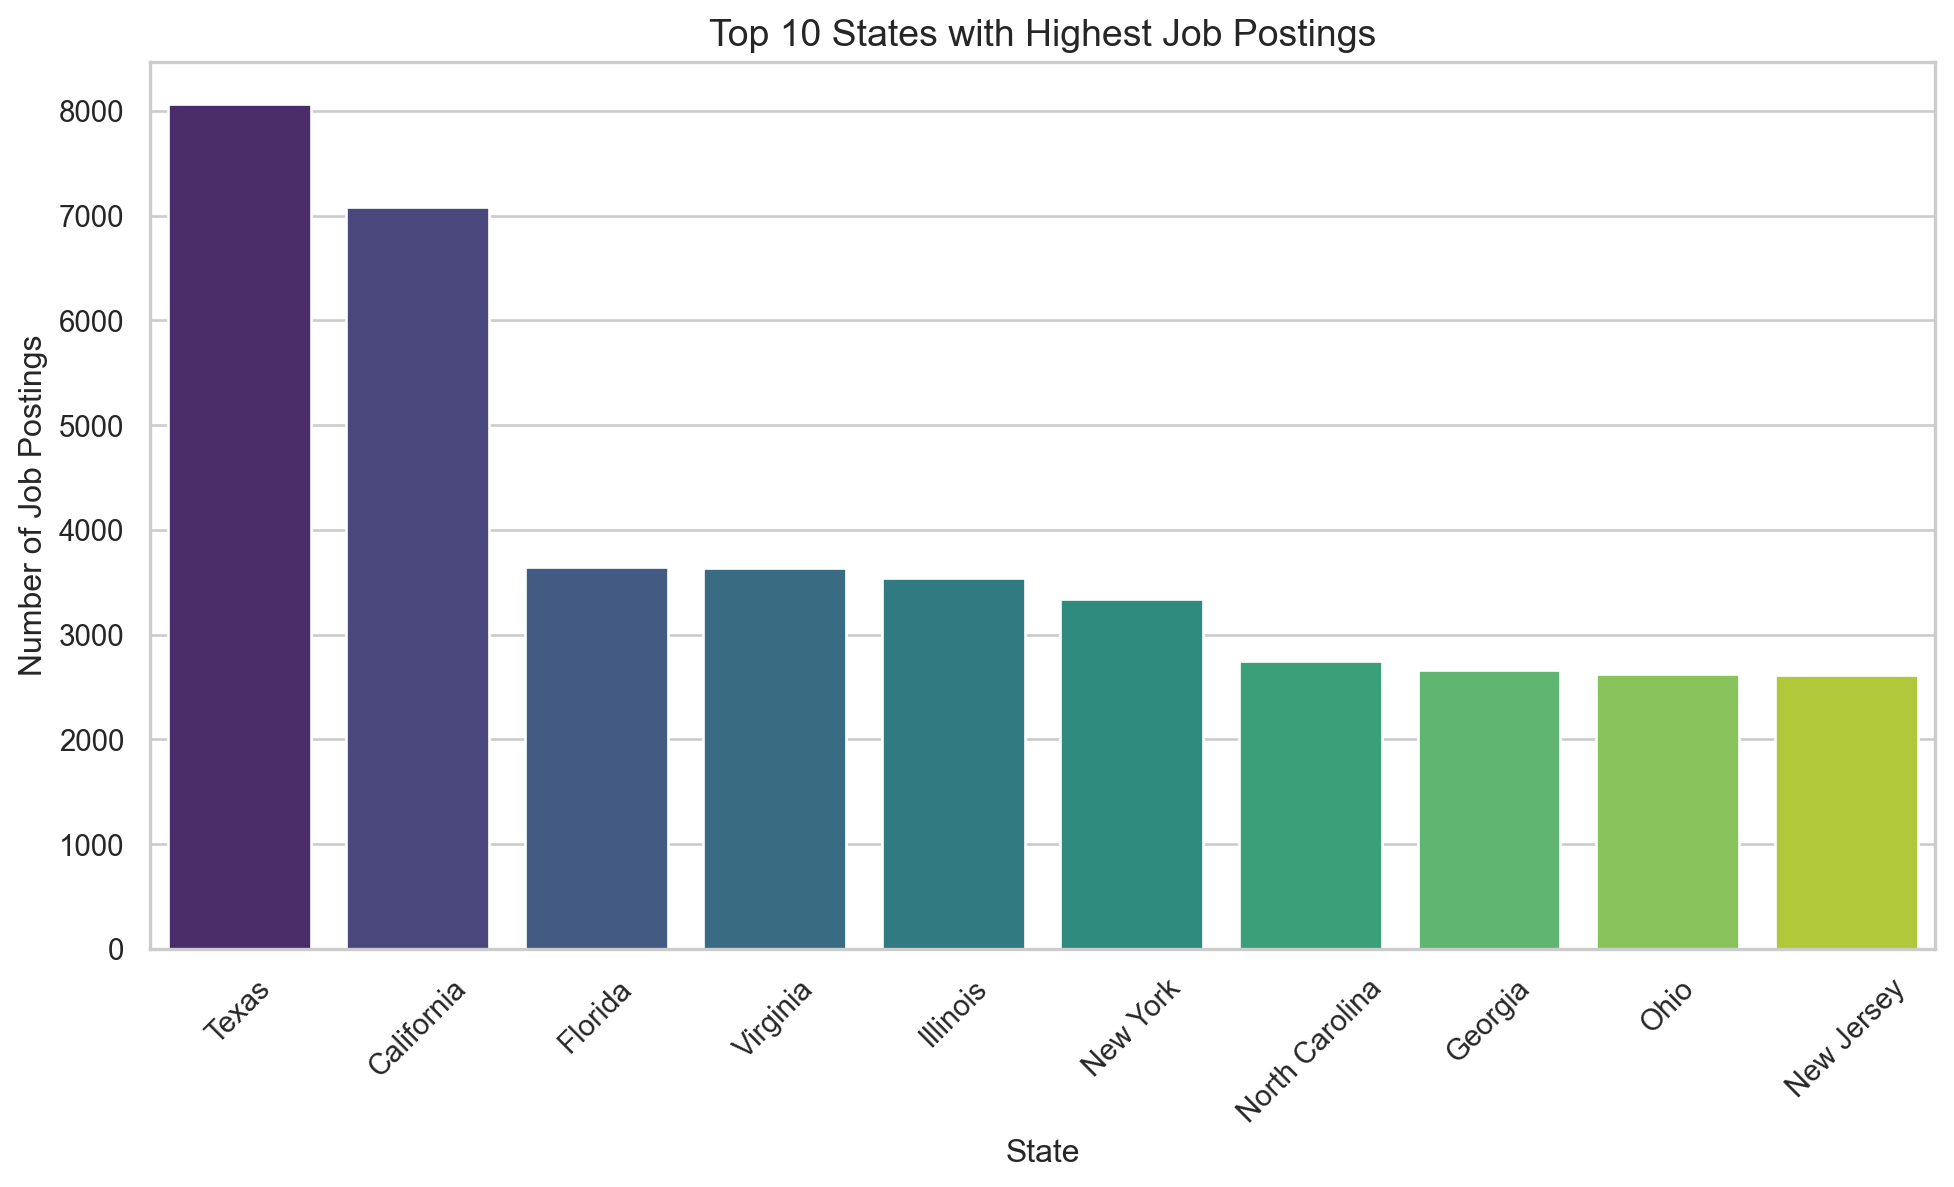 Top 10 States with Highest Job Postings
Number of Job Postings
8000
7000
6000
5000
4000
3000
2000
1000
0
Texas
California
Florida
Virginia
Illinois
New York
North Carolina
Georgia
Ohio
New Jersey
State